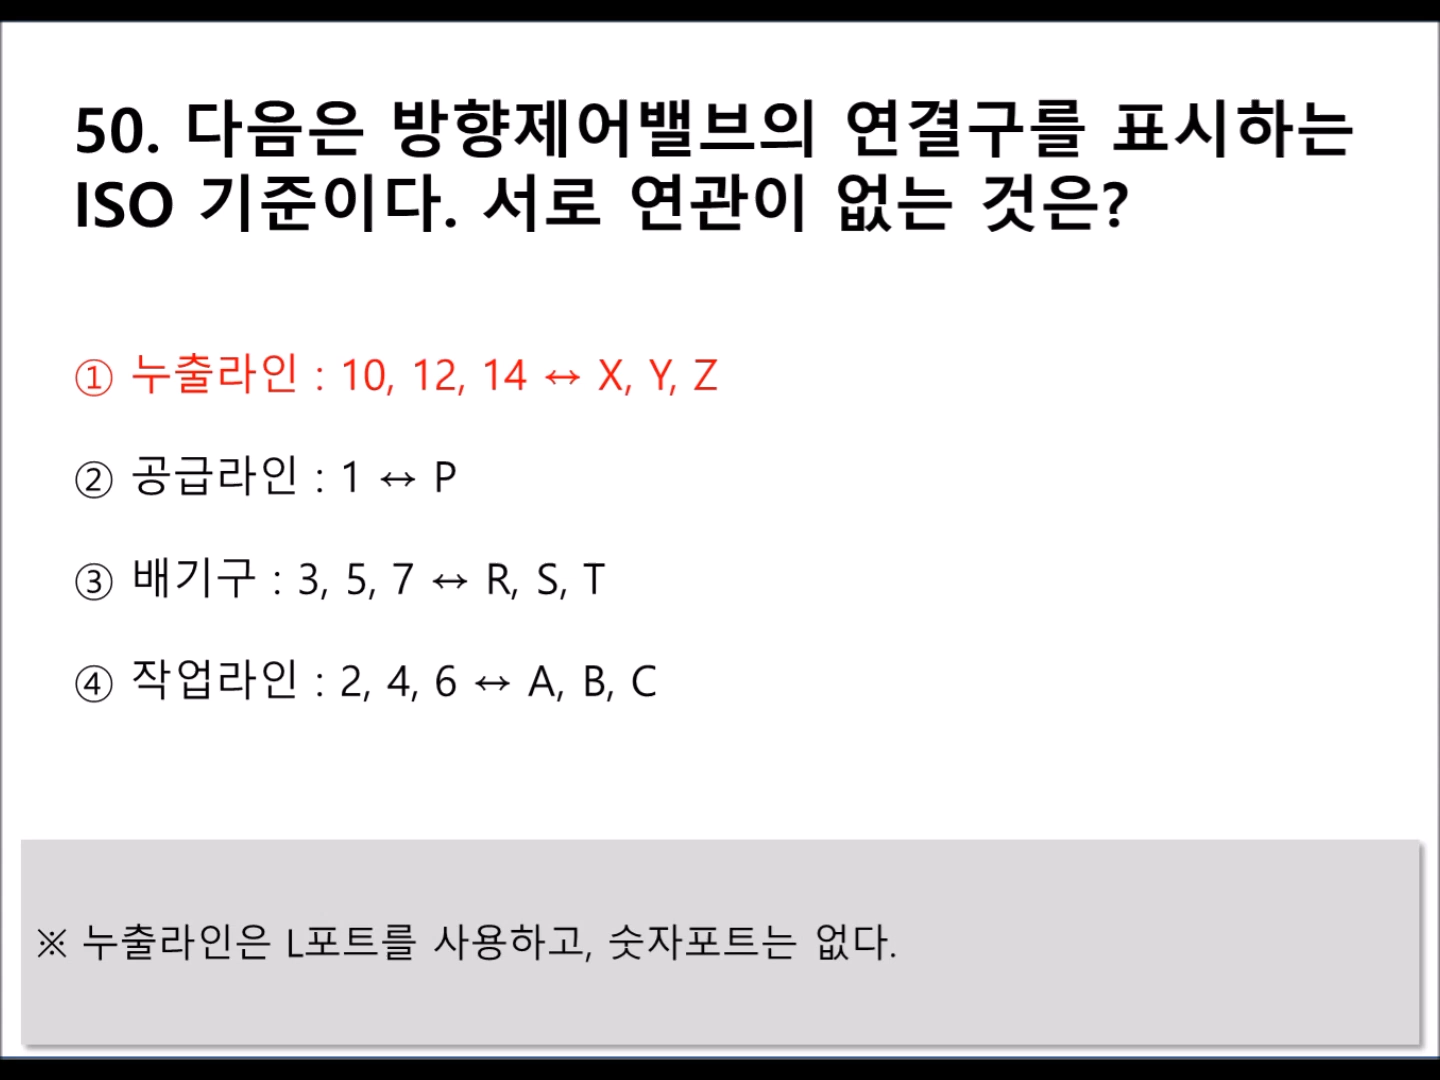 50. 다음은 방향제어밸브의 연결구를 표시하는
ISO 기준이다. 서로 연관이 없는 것은?
① 누출라인 : 10, 12, 14 ↔ X, Y, Z
② 공급라인 : 1 ↔ P
③ 배기구 : 3, 5, 7 ↔ R, S, T
④ 작업라인 : 2, 4, 6 ↔ A, B, C
※ 누출라인은 L포트를 사용하고, 숫자포트는 없다.